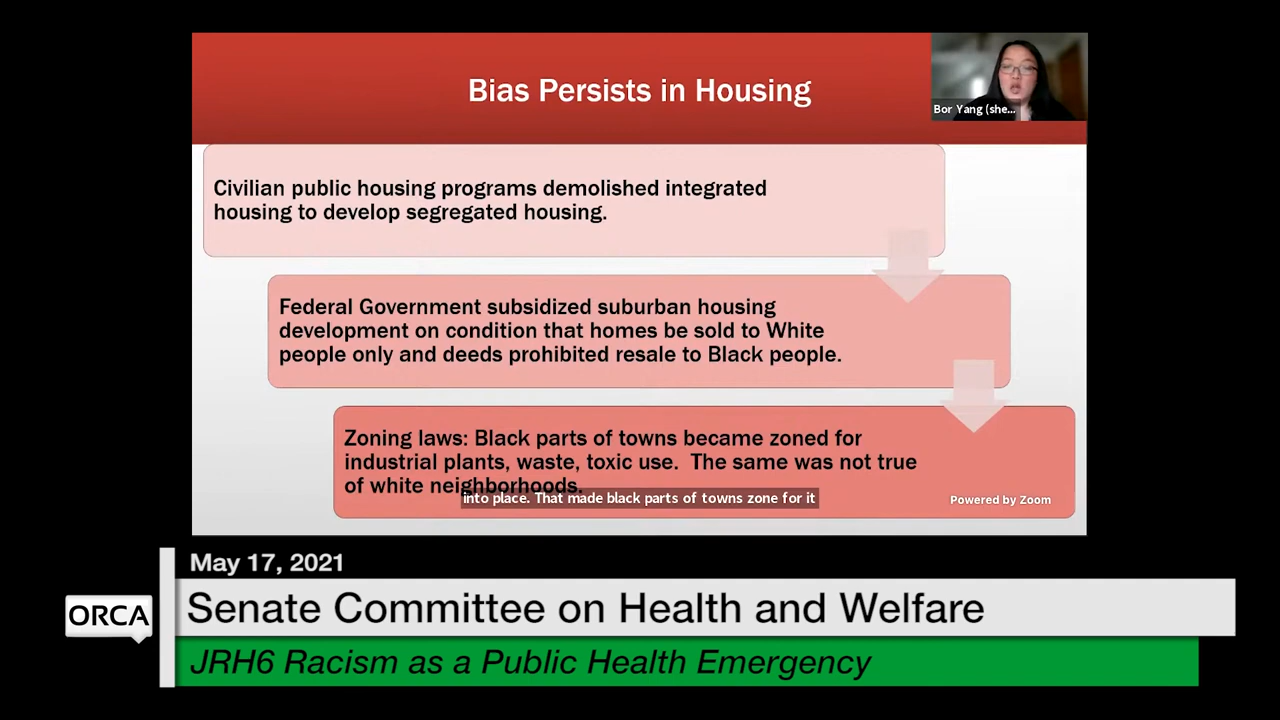 Bias Persists in Housing
Bor Yang (she...
Civilian public housing programs demolished integrated
housing to develop segregated housing.
Federal Government subsidized suburban housing
development on condition that homes be sold to White
people only and deeds prohibited resale to Black people.
Zoning laws: Black parts of towns became zoned for
industrial plants, waste, toxic use.  The same was not true
of white neighborhoods.
into place. That made black parts of towns zone for it
Powered by Zoom
May 17, 2021
Senate Committee on Health and Welfare
ORCA
JRH6 Racism as a Public Health Emergency